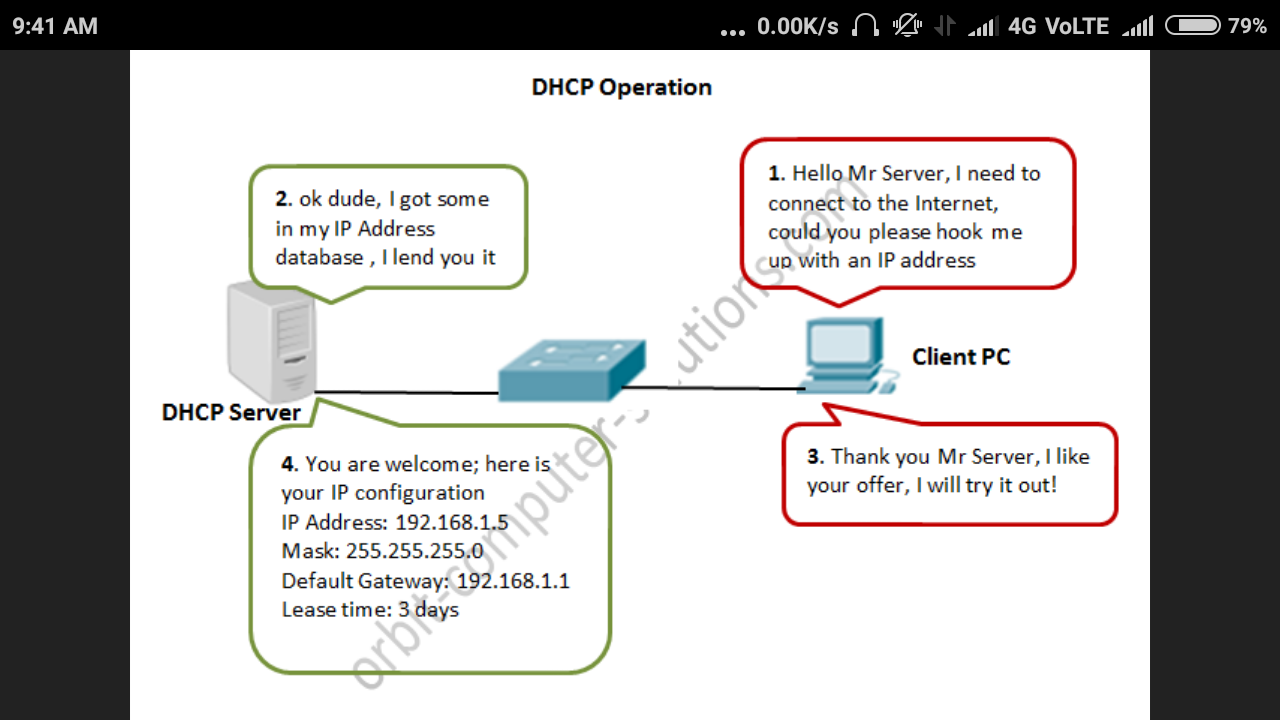 9:41 AM
... 0.00K/s 4G VoLTE 79%
DHCP Operation
1. Hello Mr Server, I need to
connect to the Internet,
could you please hook me
up with an IP address
2. ok dude, I got some
in my IP Address
database , I lend you it
Client PC
DHCP Server
3. Thank you Mr Server, I like
your offer, I will try it out!
4. You are welcome; here is
your IP configuration
IP Address: 192.168.1.5
Mask: 255.255.255.0
Default Gateway: 192.168.1.1
Lease time: 3 days